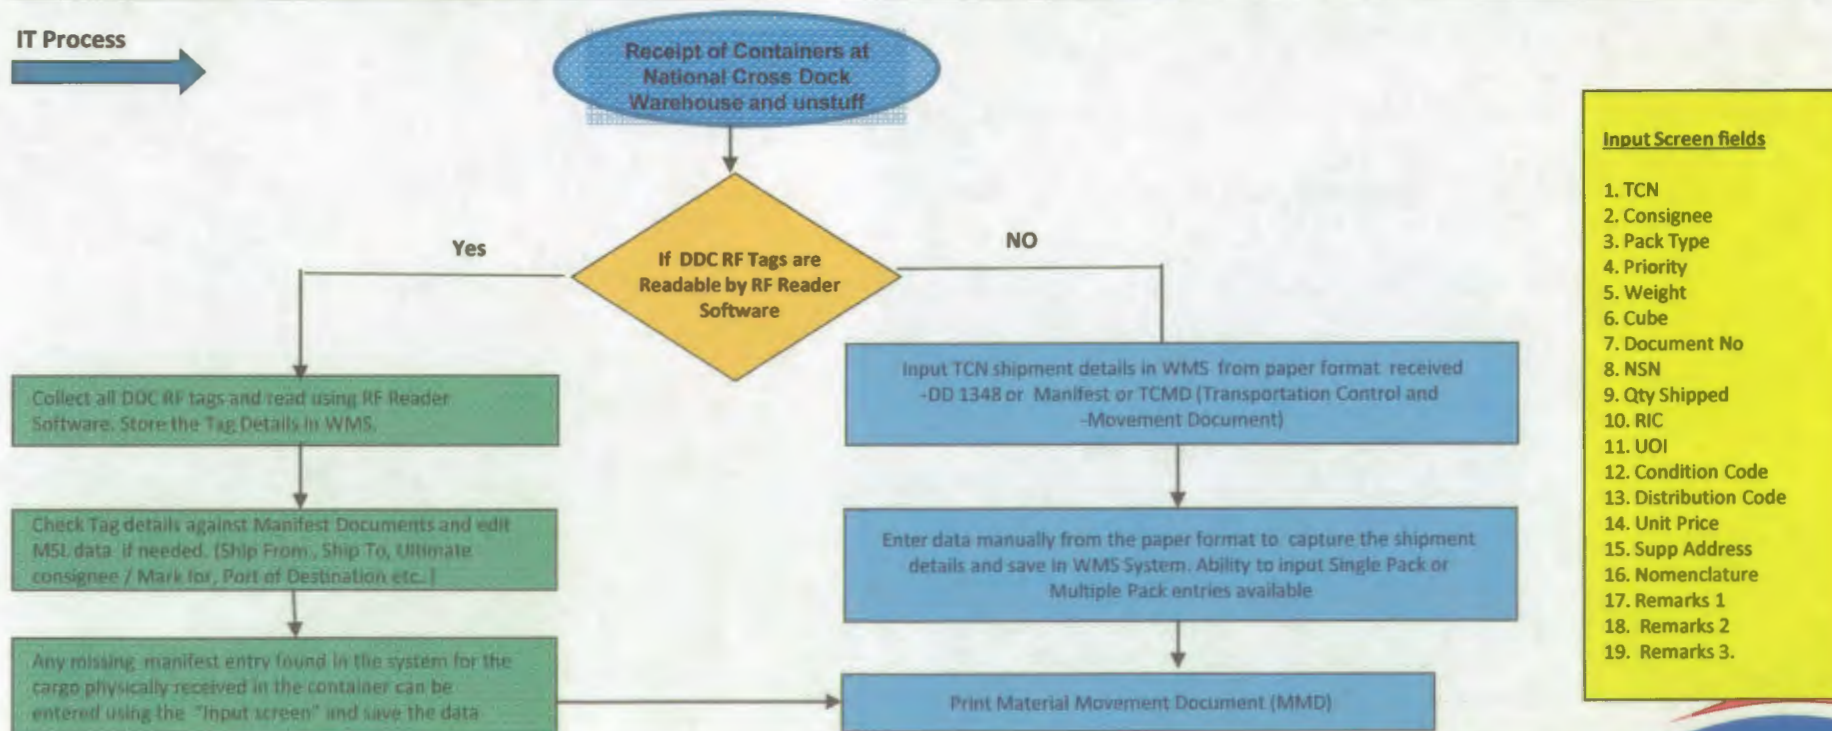 IT Process
Receipt of Containers at
National Cross Dock
Warehouse and unstuff
Yes
NO
If DDC RF Tags are
Readable by RF Reader
Software
Collect all DDC RF tags and read using RF Reader
Software. Store the Tag Details in WMS.
Check Tag details against Manifest Documents and edit
MSL data if needed. (Ship From , Ship To, Ultimate
consignee / Mark for, Port of Destination etc. )
Any missing manifest entry found in the system for the
cargo physically received in the container can be
entered using the "Input screen" and save the data
Input TCN shipment details in WMS from paper format received
-DD 1348 or Manifest or TCMD (Transportation Control and
-Movement Document)
Enter data manually from the paper format to capture the shipment
details and save in WMS System. Ability to input Single Pack or
Multiple Pack entries available
Print Material Movement Document (MMD)
Input Screen fields
1. TCN
2. Consignee
3. Pack Type
4. Priority
5. Weight
6. Cube
7. Document No
8. NSN
9. Qty Shipped
10. RIC
11. UOI
12. Condition Code
13. Distribution Code
14. Unit Price
15. Supp Address
16. Nomenclature
17. Remarks 1
18. Remarks 2
19. Remarks 3.